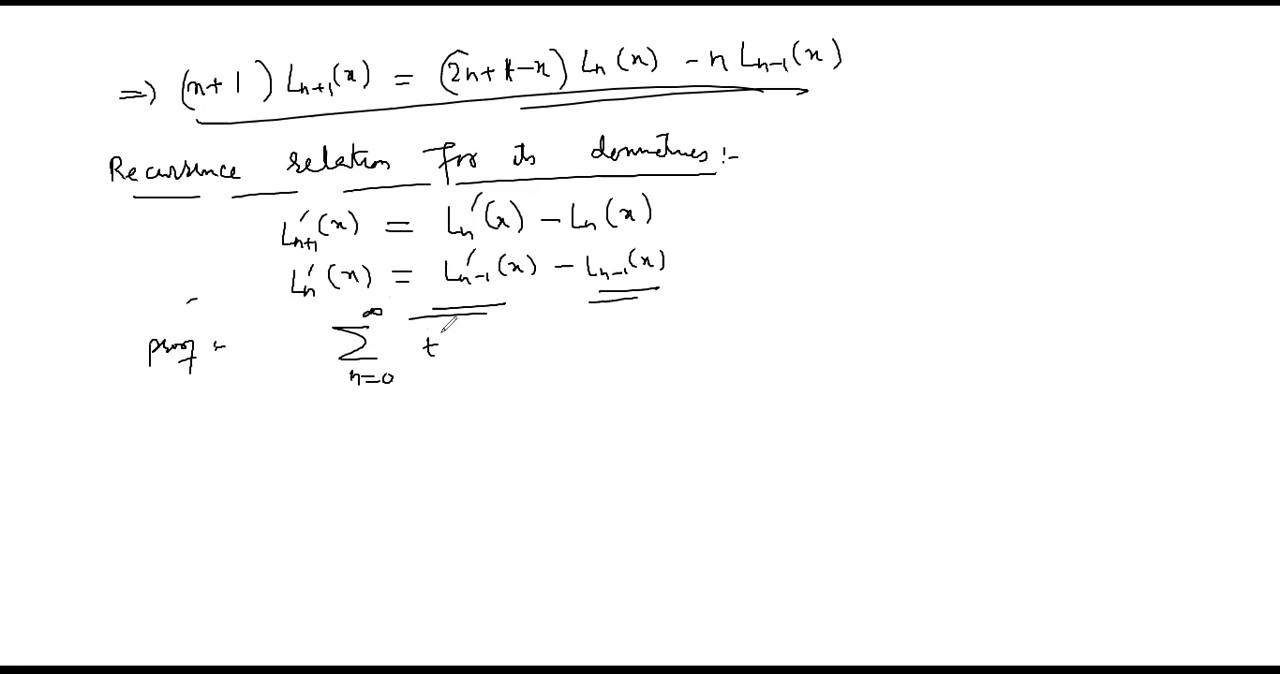 ⇒ (n+1) Lₙ₊₁(x) = (2n+1-x) Lₙ(x) - n Lₙ₋₁(x)
Recurrence relation for its derivatives :-
L'ₙ₊₁(x) = L'ₙ(x) - Lₙ(x)
L'ₙ(x) = L'ₙ₋₁(x) - Lₙ₋₁(x)
proof - ∑ₙ₌₀^∞ t